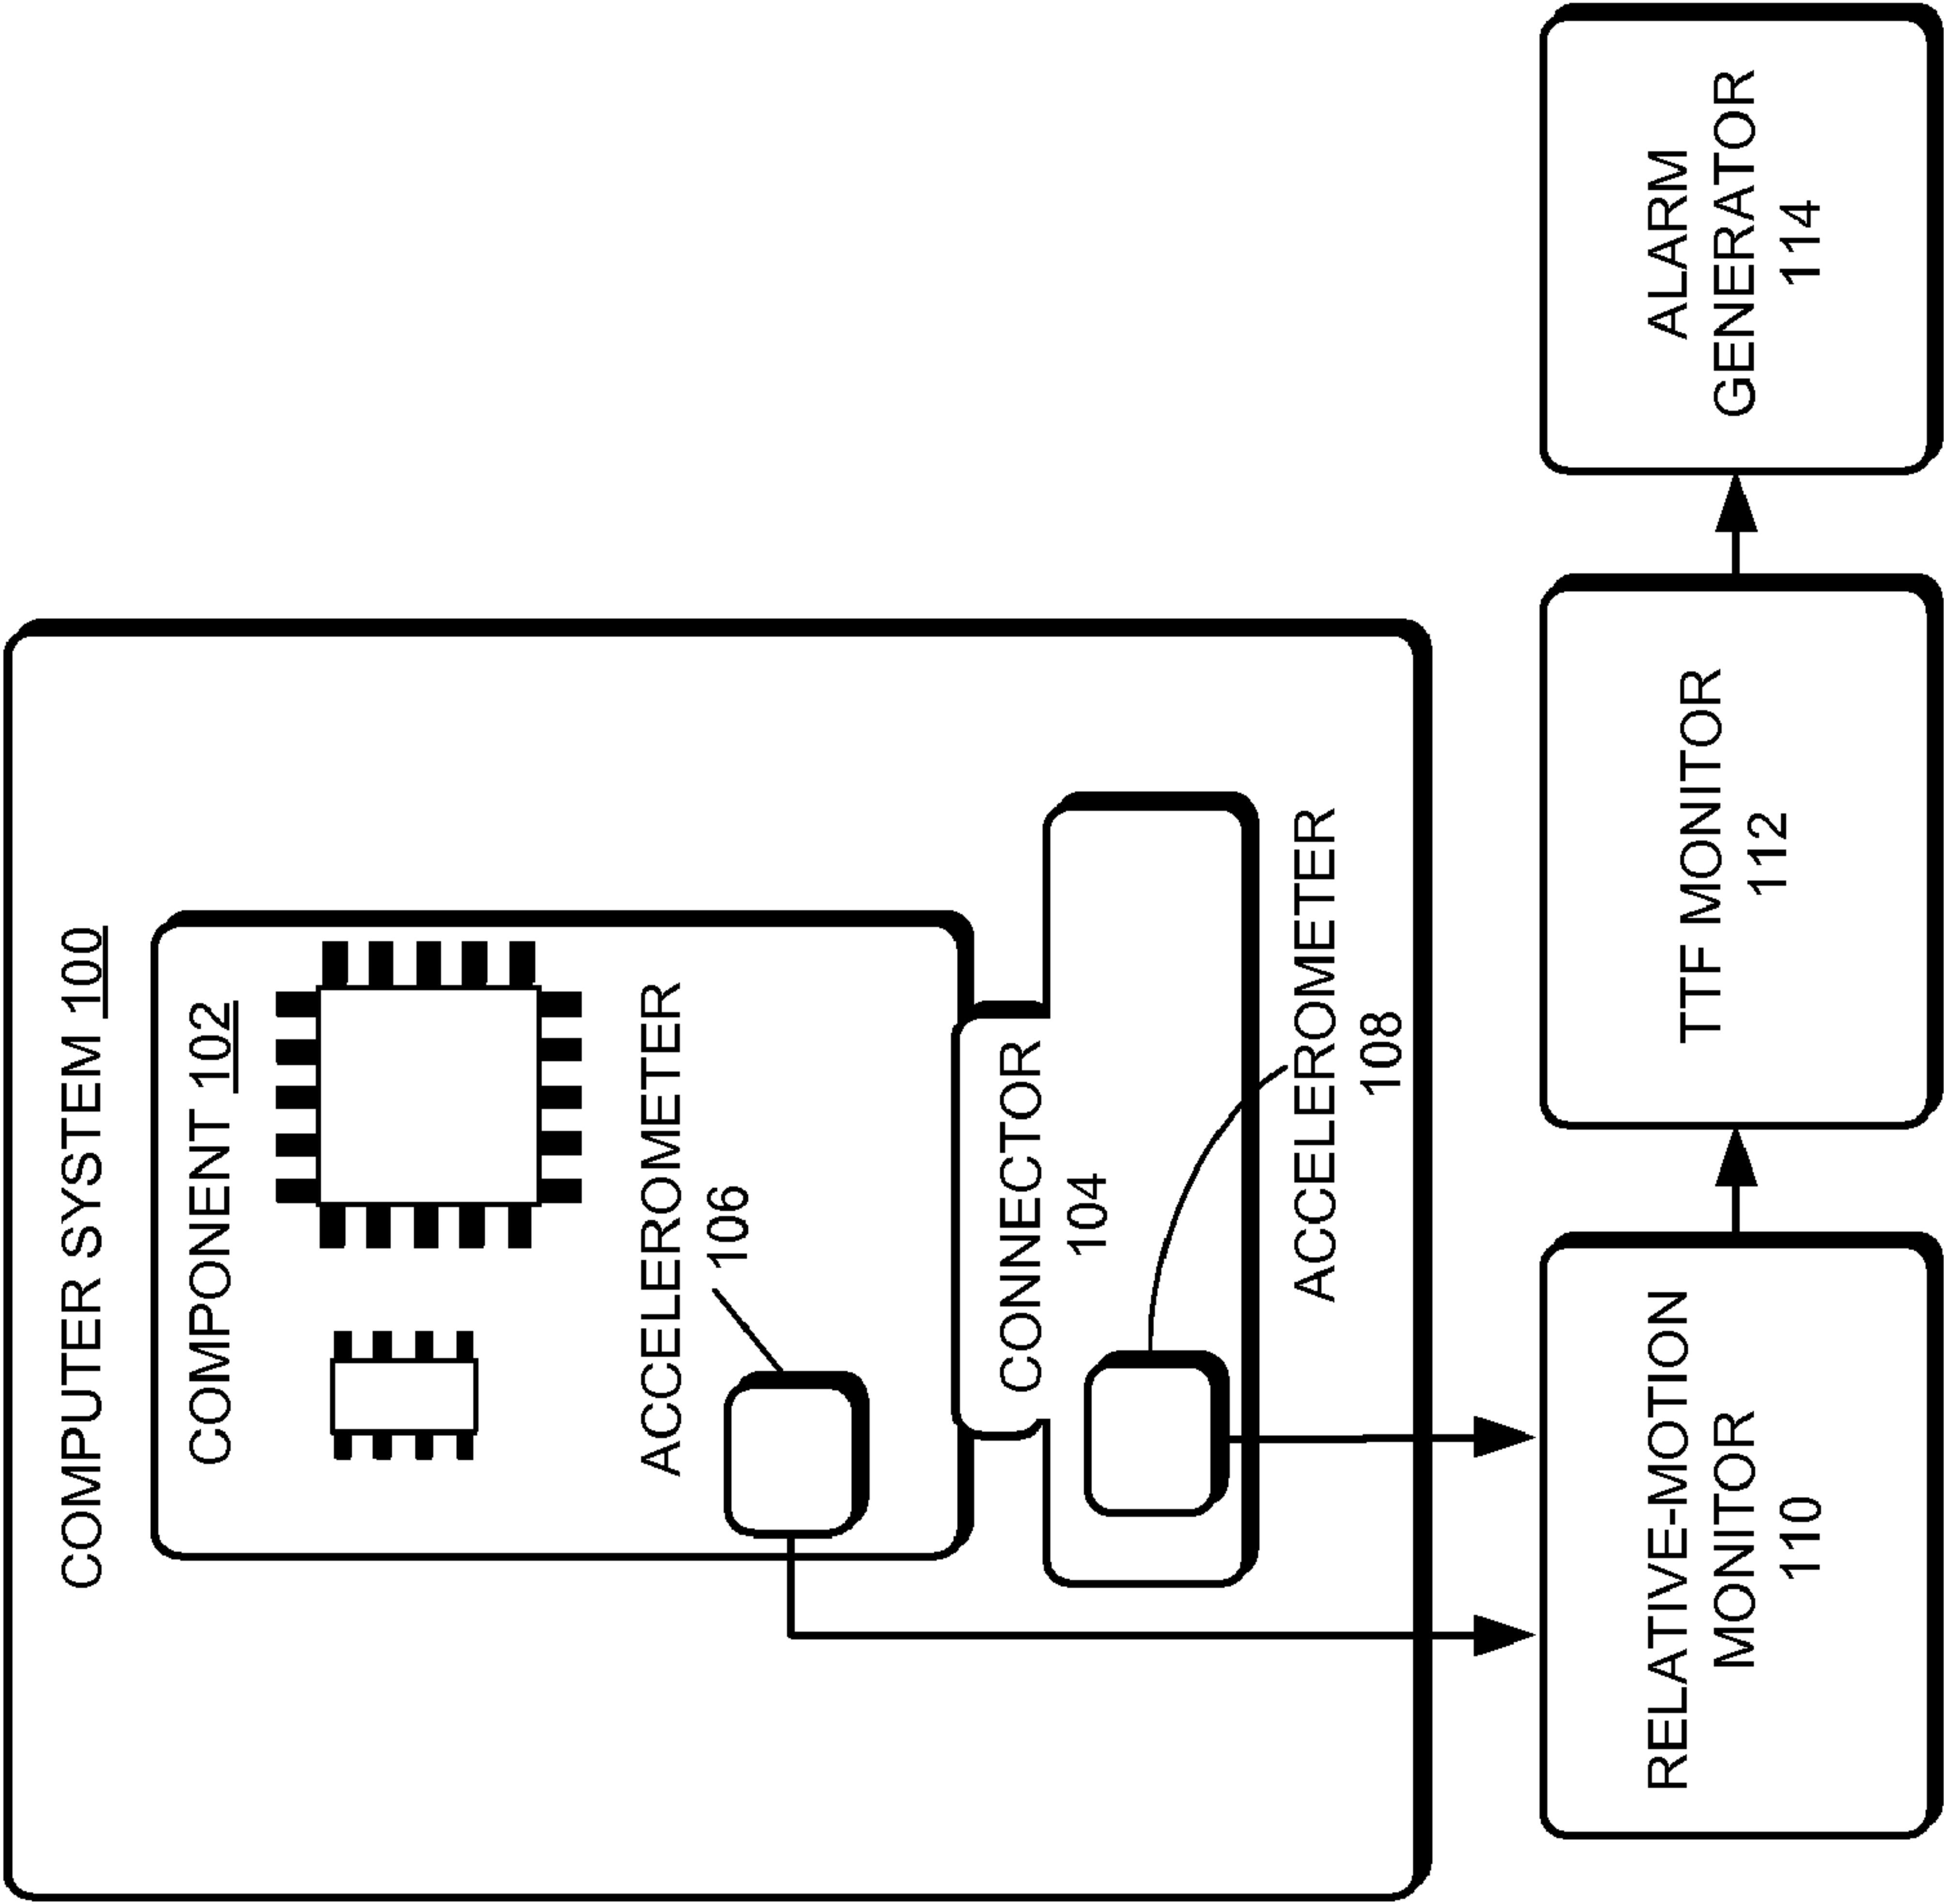 COMPUTER SYSTEM 100
COMPONENT 102
ACCELEROMETER
106
CONNECTOR
104
ACCELEROMETER
108
RELATIVE-MOTION
MONITOR
110
TTF MONITOR
112
ALARM
GENERATOR
114